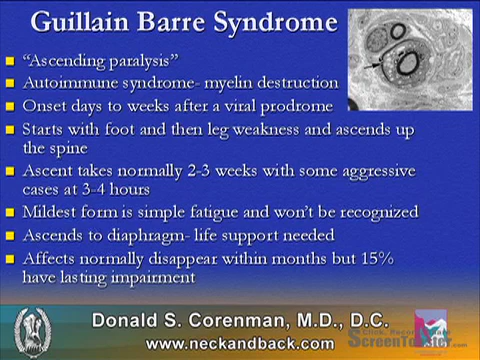 Guillain Barre Syndrome
"Ascending paralysis"
Autoimmune syndrome- myelin destruction
Onset days to weeks after a viral prodrome
Starts with foot and then leg weakness and ascends up
the spine
Ascent takes normally 2-3 weeks with some aggressive
cases at 3-4 hours
Mildest form is simple fatigue and won't be recognized
Ascends to diaphragm- life support needed
Affects normally disappear within months but 15%
have lasting impairment
Donald S. Corenman, M.D., D.C.
www.neckandback.com